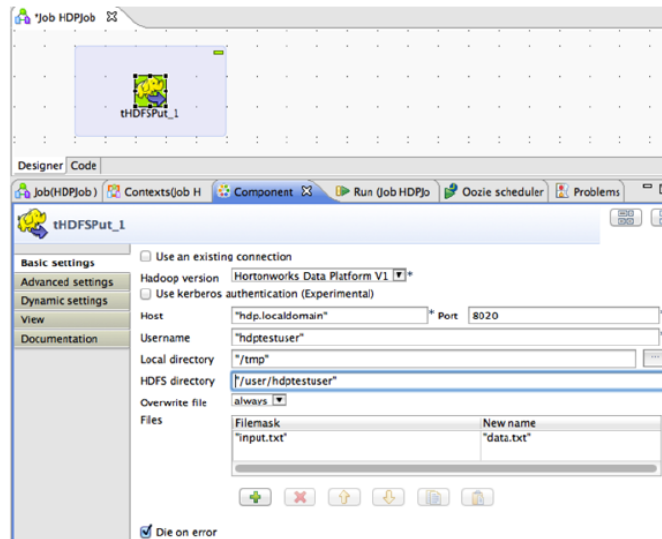 *Job HDPJob
tHDFSPut_1
Designer Code
Job(HDPJob) Contexts(Job H Component Run (Job HDPJo Oozie scheduler Problems
tHDFSPut_1
Basic settings
Advanced settings
Dynamic settings
View
Documentation
Use an existing connection
Hadoop version Hortonworks Data Platform V1 *
Use kerberos authentication (Experimental)
Host "hdp.localdomain" * Port 8020
Username "hdptestuser"
Local directory "/tmp" ...
HDFS directory "/user/hdptestuser"
Overwrite file always
Files
Filemask New name
"input.txt" "data.txt"
Die on error